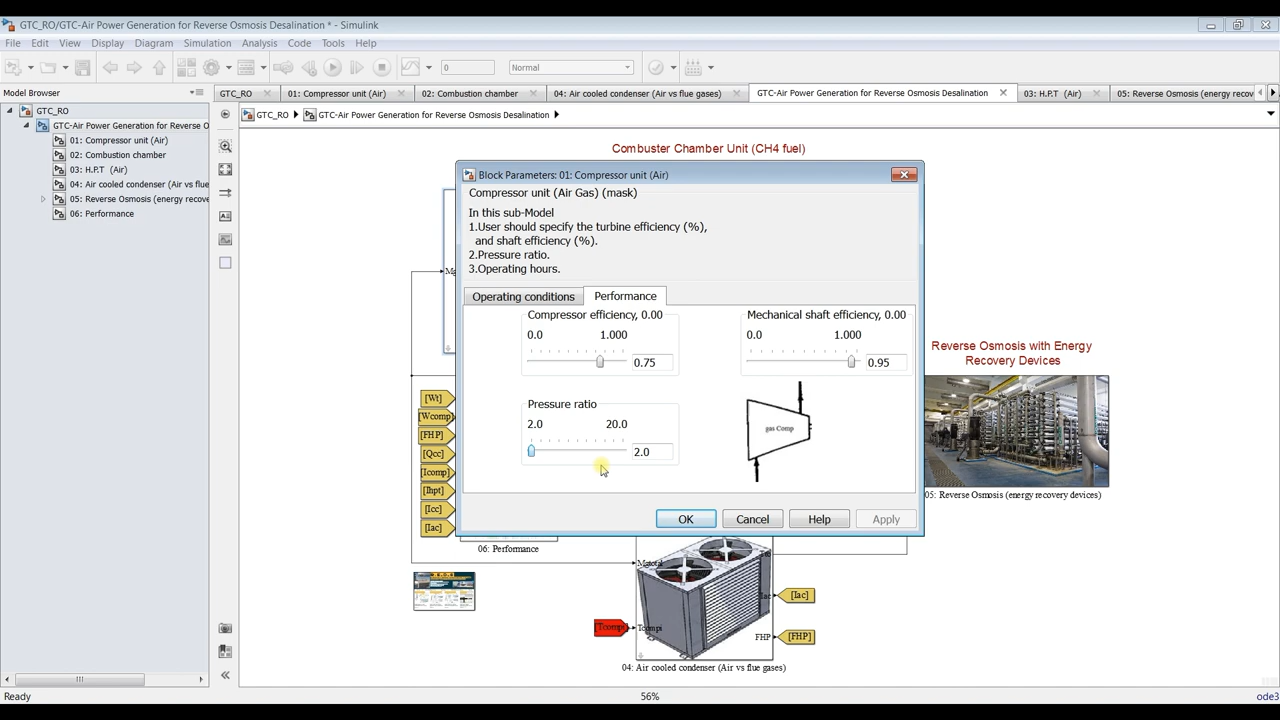 GTC_RO/GTC-Air Power Generation for Reverse Osmosis Desalination * - Simulink
File Edit View Display Diagram Simulation Analysis Code Tools Help
0 Normal
Model Browser
GTC_RO 01: Compressor unit (Air) 02: Combustion chamber 04: Air cooled condenser (Air vs flue gases) GTC-Air Power Generation for Reverse Osmosis Desalination 03: H.P.T (Air) 05: Reverse Osmosis (energy recov
GTC_RO GTC-Air Power Generation for Reverse Osmosis Desalination
GTC_RO
GTC-Air Power Generation for Reverse O
01: Compressor unit (Air)
02: Combustion chamber
03: H.P.T (Air)
04: Air cooled condenser (Air vs flue
05: Reverse Osmosis (energy recove
06: Performance
Combuster Chamber Unit (CH4 fuel)
Block Parameters: 01: Compressor unit (Air)
Compressor unit (Air Gas) (mask)
In this sub-Model
1.User should specify the turbine efficiency (%),
and shaft efficiency (%).
2.Pressure ratio.
3.Operating hours.
Operating conditions Performance
Compressor efficiency, 0.00
0.0 1.000
0.75
Mechanical shaft efficiency, 0.00
0.0 1.000
0.95
Pressure ratio
2.0 20.0
2.0
gas Comp
OK Cancel Help Apply
Reverse Osmosis with Energy
Recovery Devices
05: Reverse Osmosis (energy recovery devices)
[Wt]
[Wcomp]
[FHP]
[Qcc]
[Icomp]
[Ihpt]
[Icc]
[Iac]
06: Performance
Mgtotal
Tcompi
Iac
[Iac]
FHP
[FHP]
04: Air cooled condenser (Air vs flue gases)
Ready 56% ode3